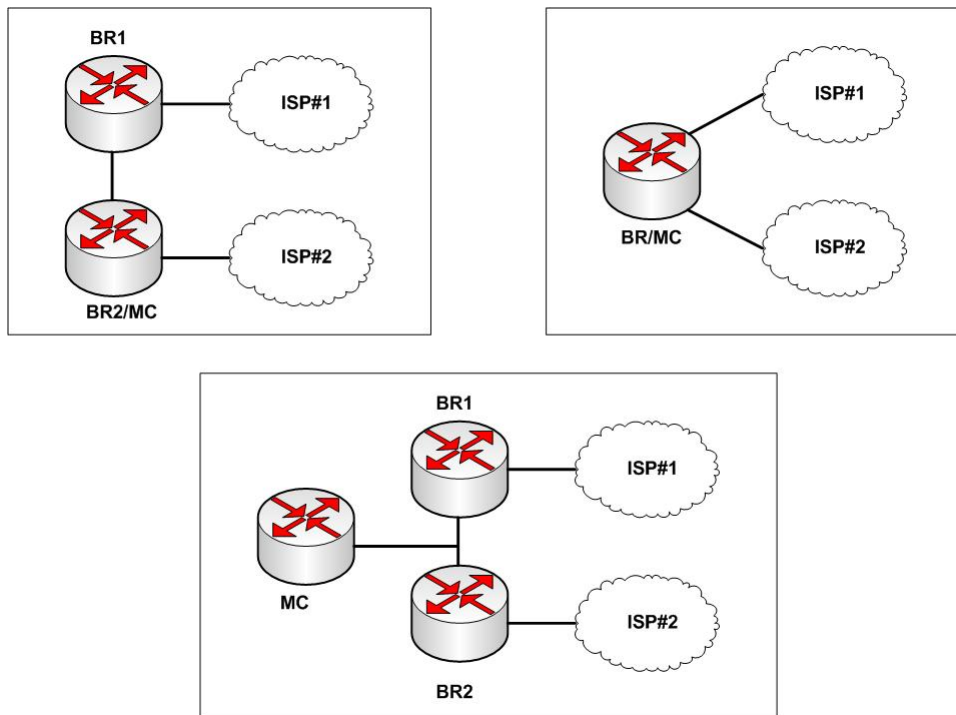 BR1
ISP#1
BR2/MC
ISP#2
ISP#1
BR/MC
ISP#2
BR1
ISP#1
MC
BR2
ISP#2